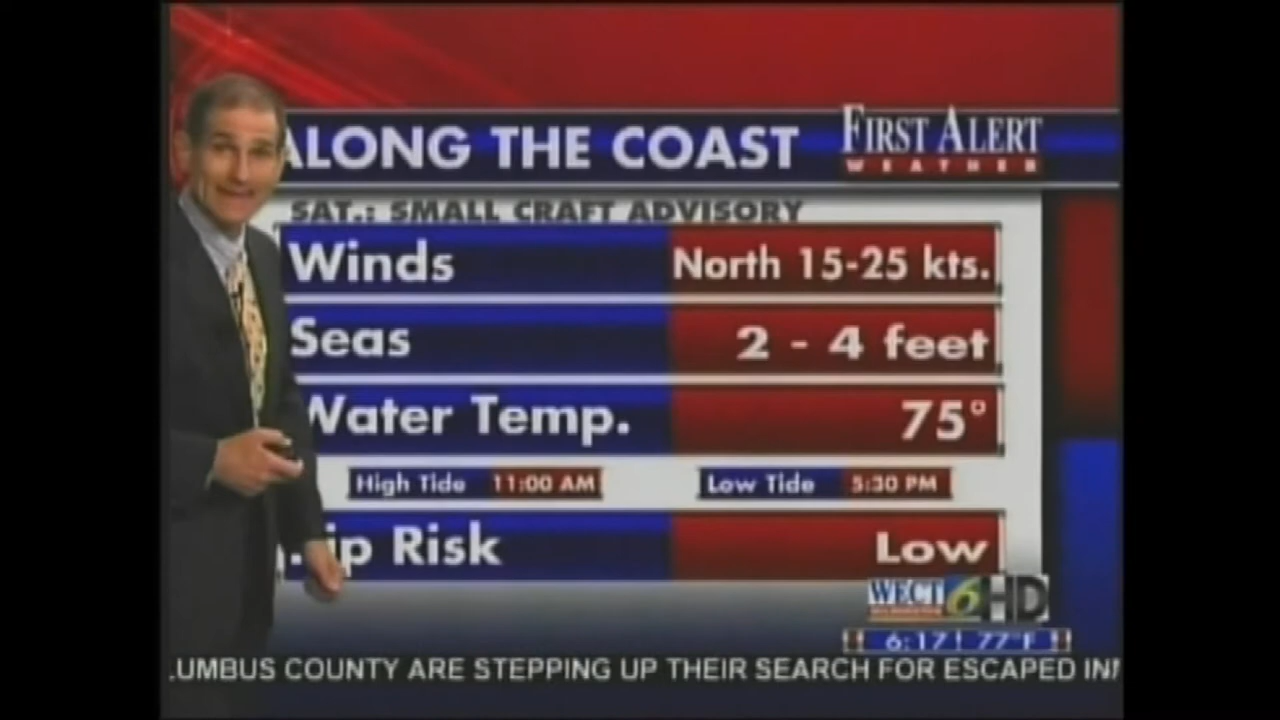 ALONG THE COAST
FIRST ALERT
WEATHER
SAT.: SMALL CRAFT ADVISORY
Winds North 15-25 kts.
Seas 2 - 4 feet
Water Temp. 75°
High Tide 11:00 AM Low Tide 5:30 PM
ip Risk Low
WECT 6 HD
6:17 77°F
UMBUS COUNTY ARE STEPPING UP THEIR SEARCH FOR ESCAPED IN